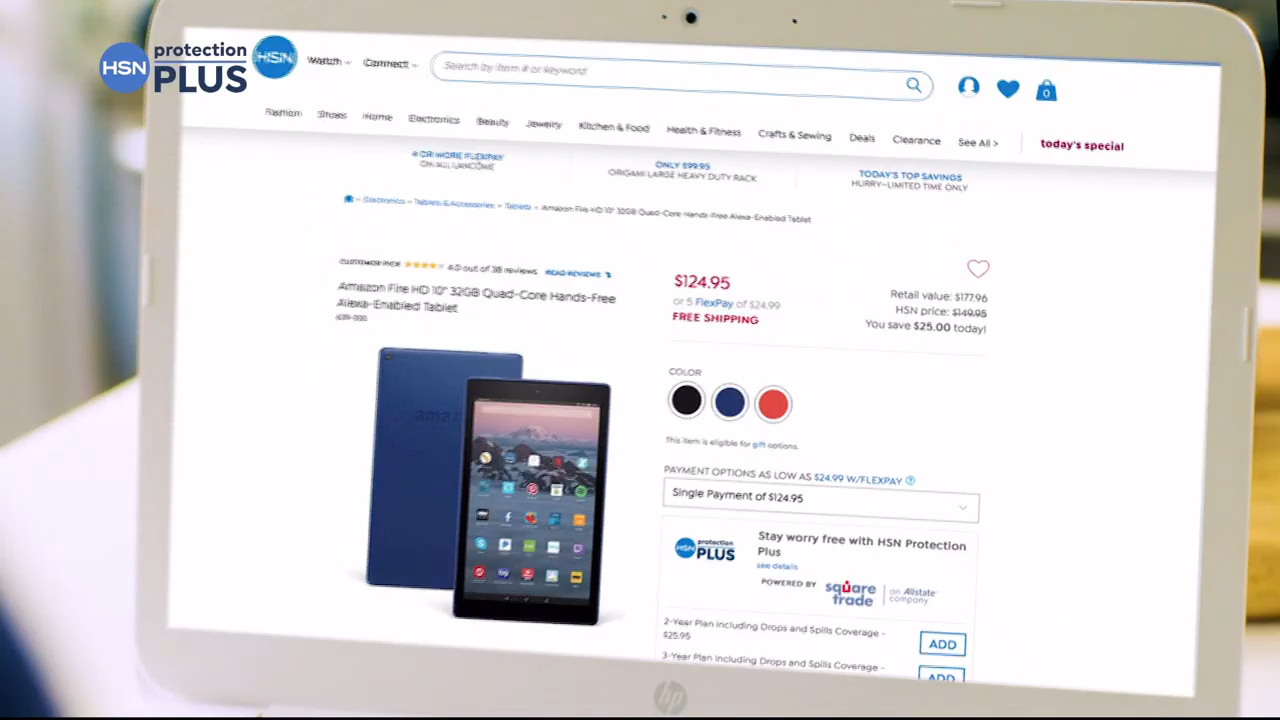 HSN protection PLUS
HSN
Watch Connect Search by item # or keyword
0
Fashion Shoes Home Electronics Beauty Jewelry Kitchen & Food Health & Fitness Crafts & Sewing Deals Clearance See All > today's special
4 OR MORE FLEXPAY
ON ALL LANCOME
ONLY $99.95
ORIGAMI LARGE HEAVY DUTY RACK
TODAY'S TOP SAVINGS
HURRY-LIMITED TIME ONLY
Electronics Tablets & Accessories Tablets Amazon Fire HD 10" 32GB Quad-Core Hands-Free Alexa-Enabled Tablet
CUSTOMER PICK 4.0 out of 38 reviews READ REVIEWS
Amazon Fire HD 10" 32GB Quad-Core Hands-Free
Alexa-Enabled Tablet
$124.95
or 5 FlexPay of $24.99
FREE SHIPPING
Retail value: $177.96
HSN price: $149.95
You save $25.00 today!
COLOR
This item is eligible for gift options.
PAYMENT OPTIONS AS LOW AS $24.99 W/FLEXPAY ?
Single Payment of $124.95
HSN protection PLUS
Stay worry free with HSN Protection
Plus
see details
POWERED BY square trade | an Allstate company
2-Year Plan Including Drops and Spills Coverage -
$25.95
ADD
3-Year Plan Including Drops and Spills Coverage -
ADD
hp